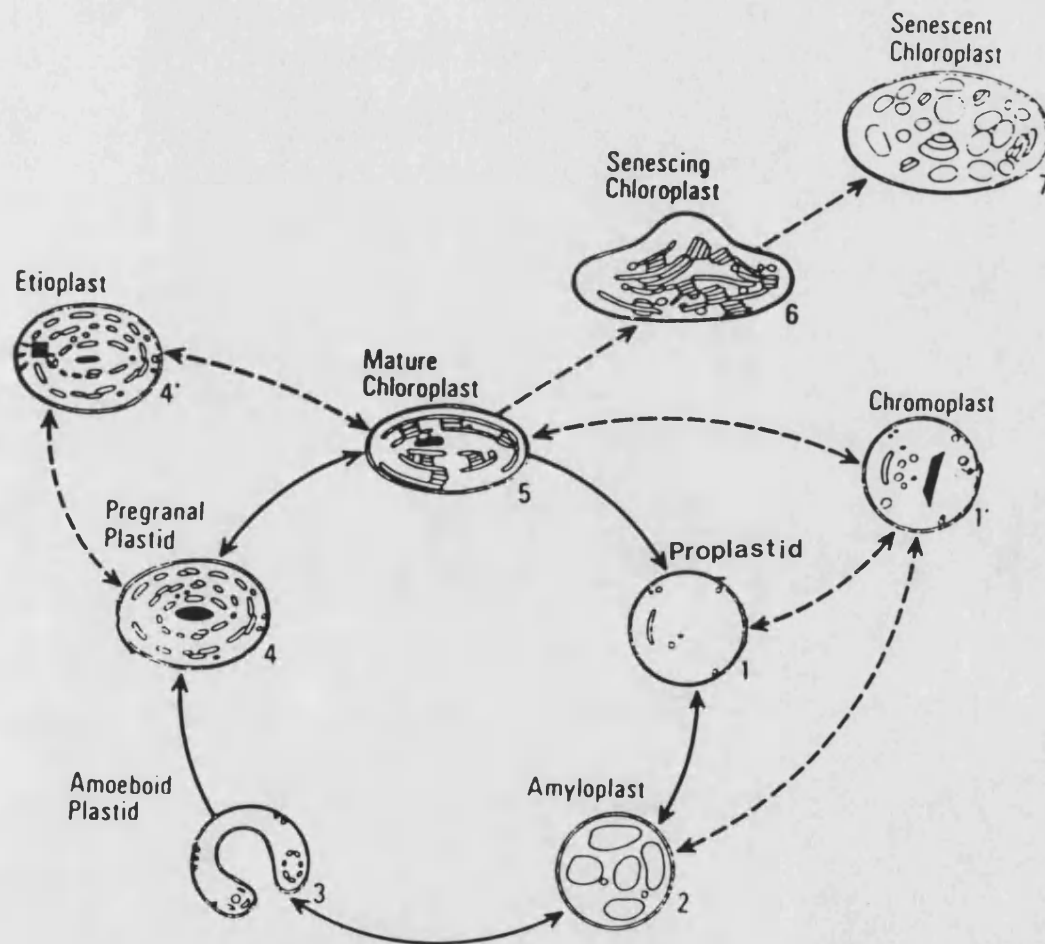 Senescent
Chloroplast
7
Senescing
Chloroplast
6
Etioplast
4'
Mature
Chloroplast
5
Chromoplast
1'
Pregranal
Plastid
4
Proplastid
1
Amoeboid
Plastid
3
Amyloplast
2